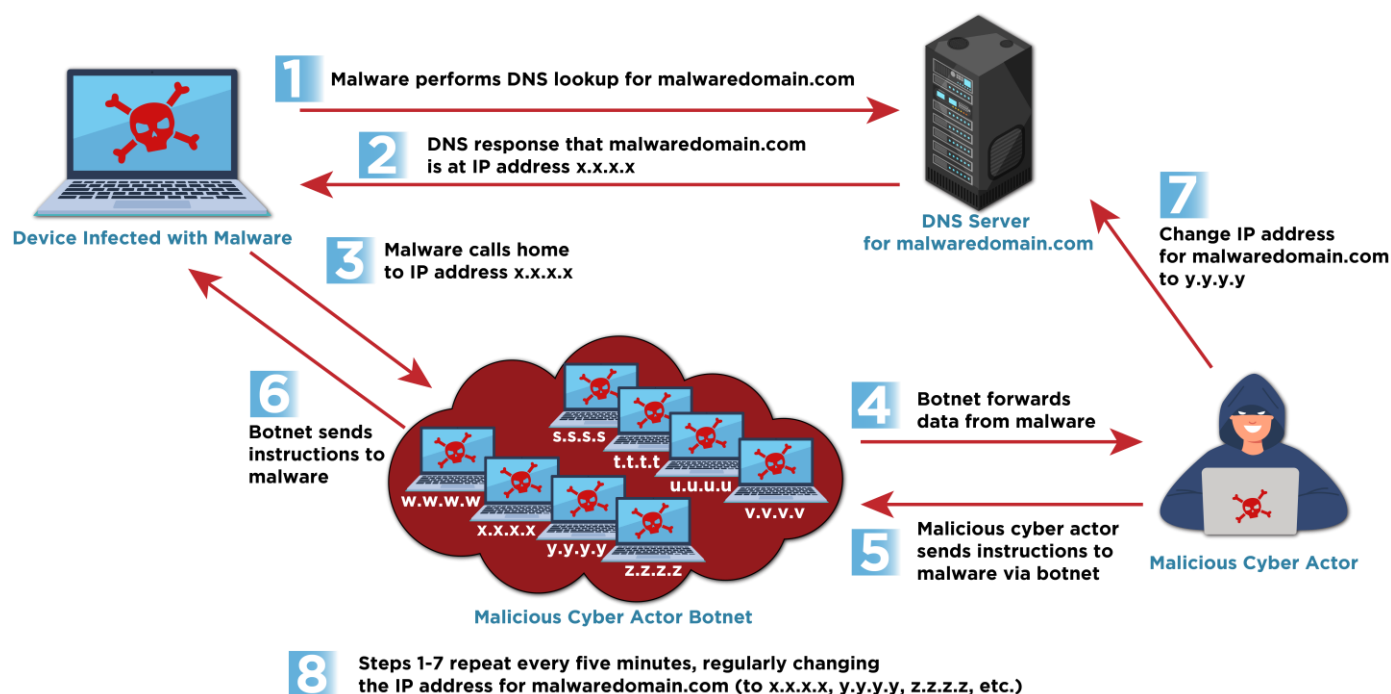 1
Malware performs DNS lookup for malwaredomain.com
2
DNS response that malwaredomain.com
is at IP address x.x.x.x
Device Infected with Malware
DNS Server
for malwaredomain.com
3
Malware calls home
to IP address x.x.x.x
7
Change IP address
for malwaredomain.com
to y.y.y.y
6
Botnet sends
instructions to
malware
s.s.s.s
t.t.t.t
u.u.u.u
v.v.v.v
w.w.w.w
x.x.x.x
y.y.y.y
z.z.z.z
Malicious Cyber Actor Botnet
4
Botnet forwards
data from malware
5
Malicious cyber actor
sends instructions to
malware via botnet
Malicious Cyber Actor
8
Steps 1-7 repeat every five minutes, regularly changing
the IP address for malwaredomain.com (to x.x.x.x, y.y.y.y, z.z.z.z, etc.)